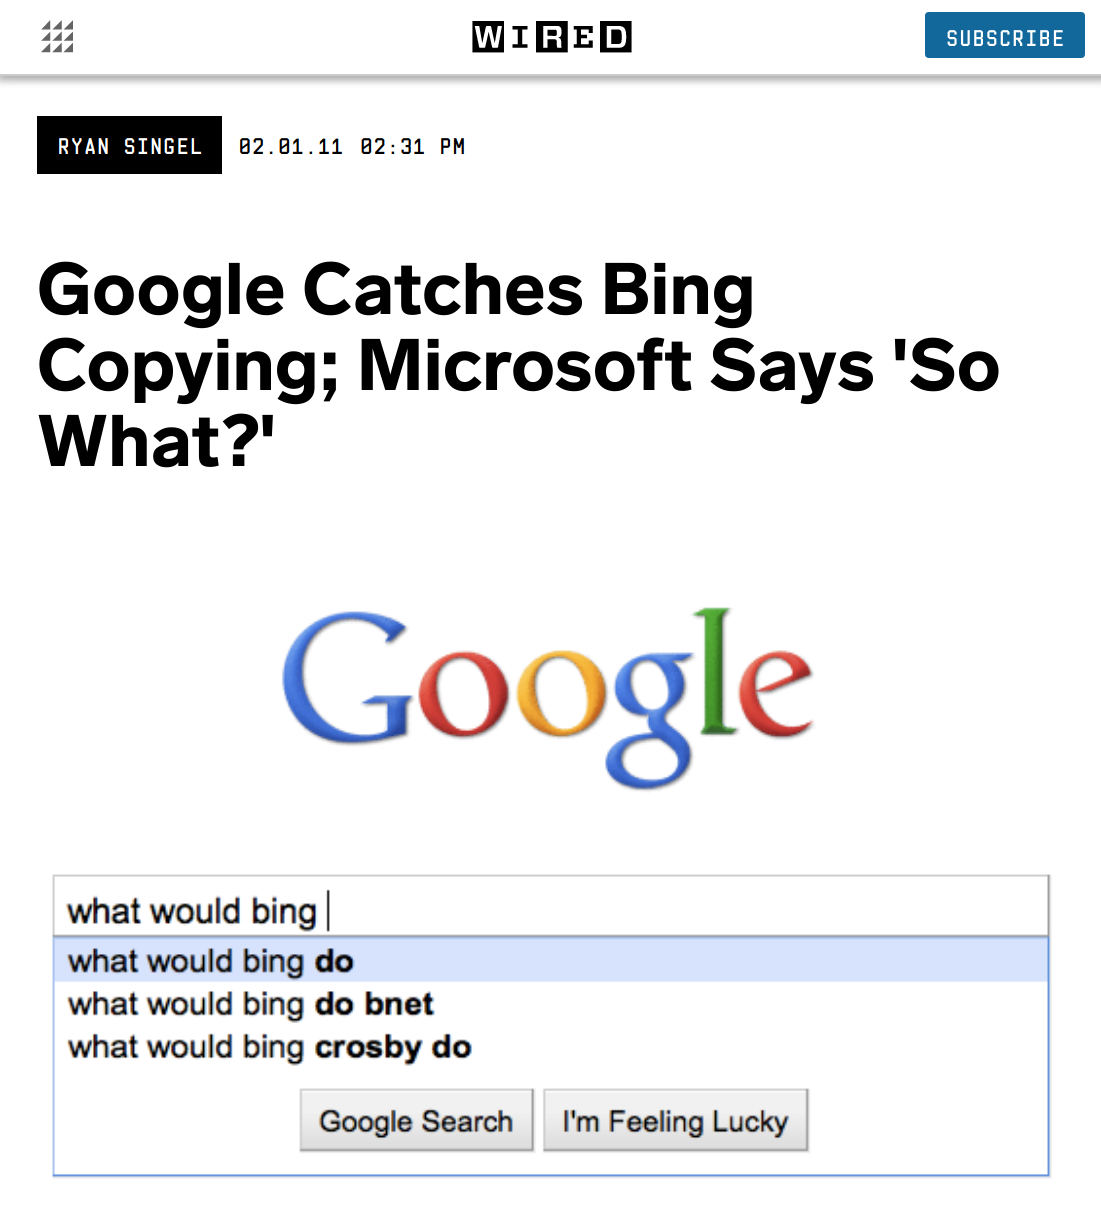 WIRED
SUBSCRIBE
RYAN SINGEL 02.01.11 02:31 PM
Google Catches Bing
Copying; Microsoft Says 'So
What?'
Google
what would bing
what would bing do
what would bing do bnet
what would bing crosby do
Google Search I'm Feeling Lucky